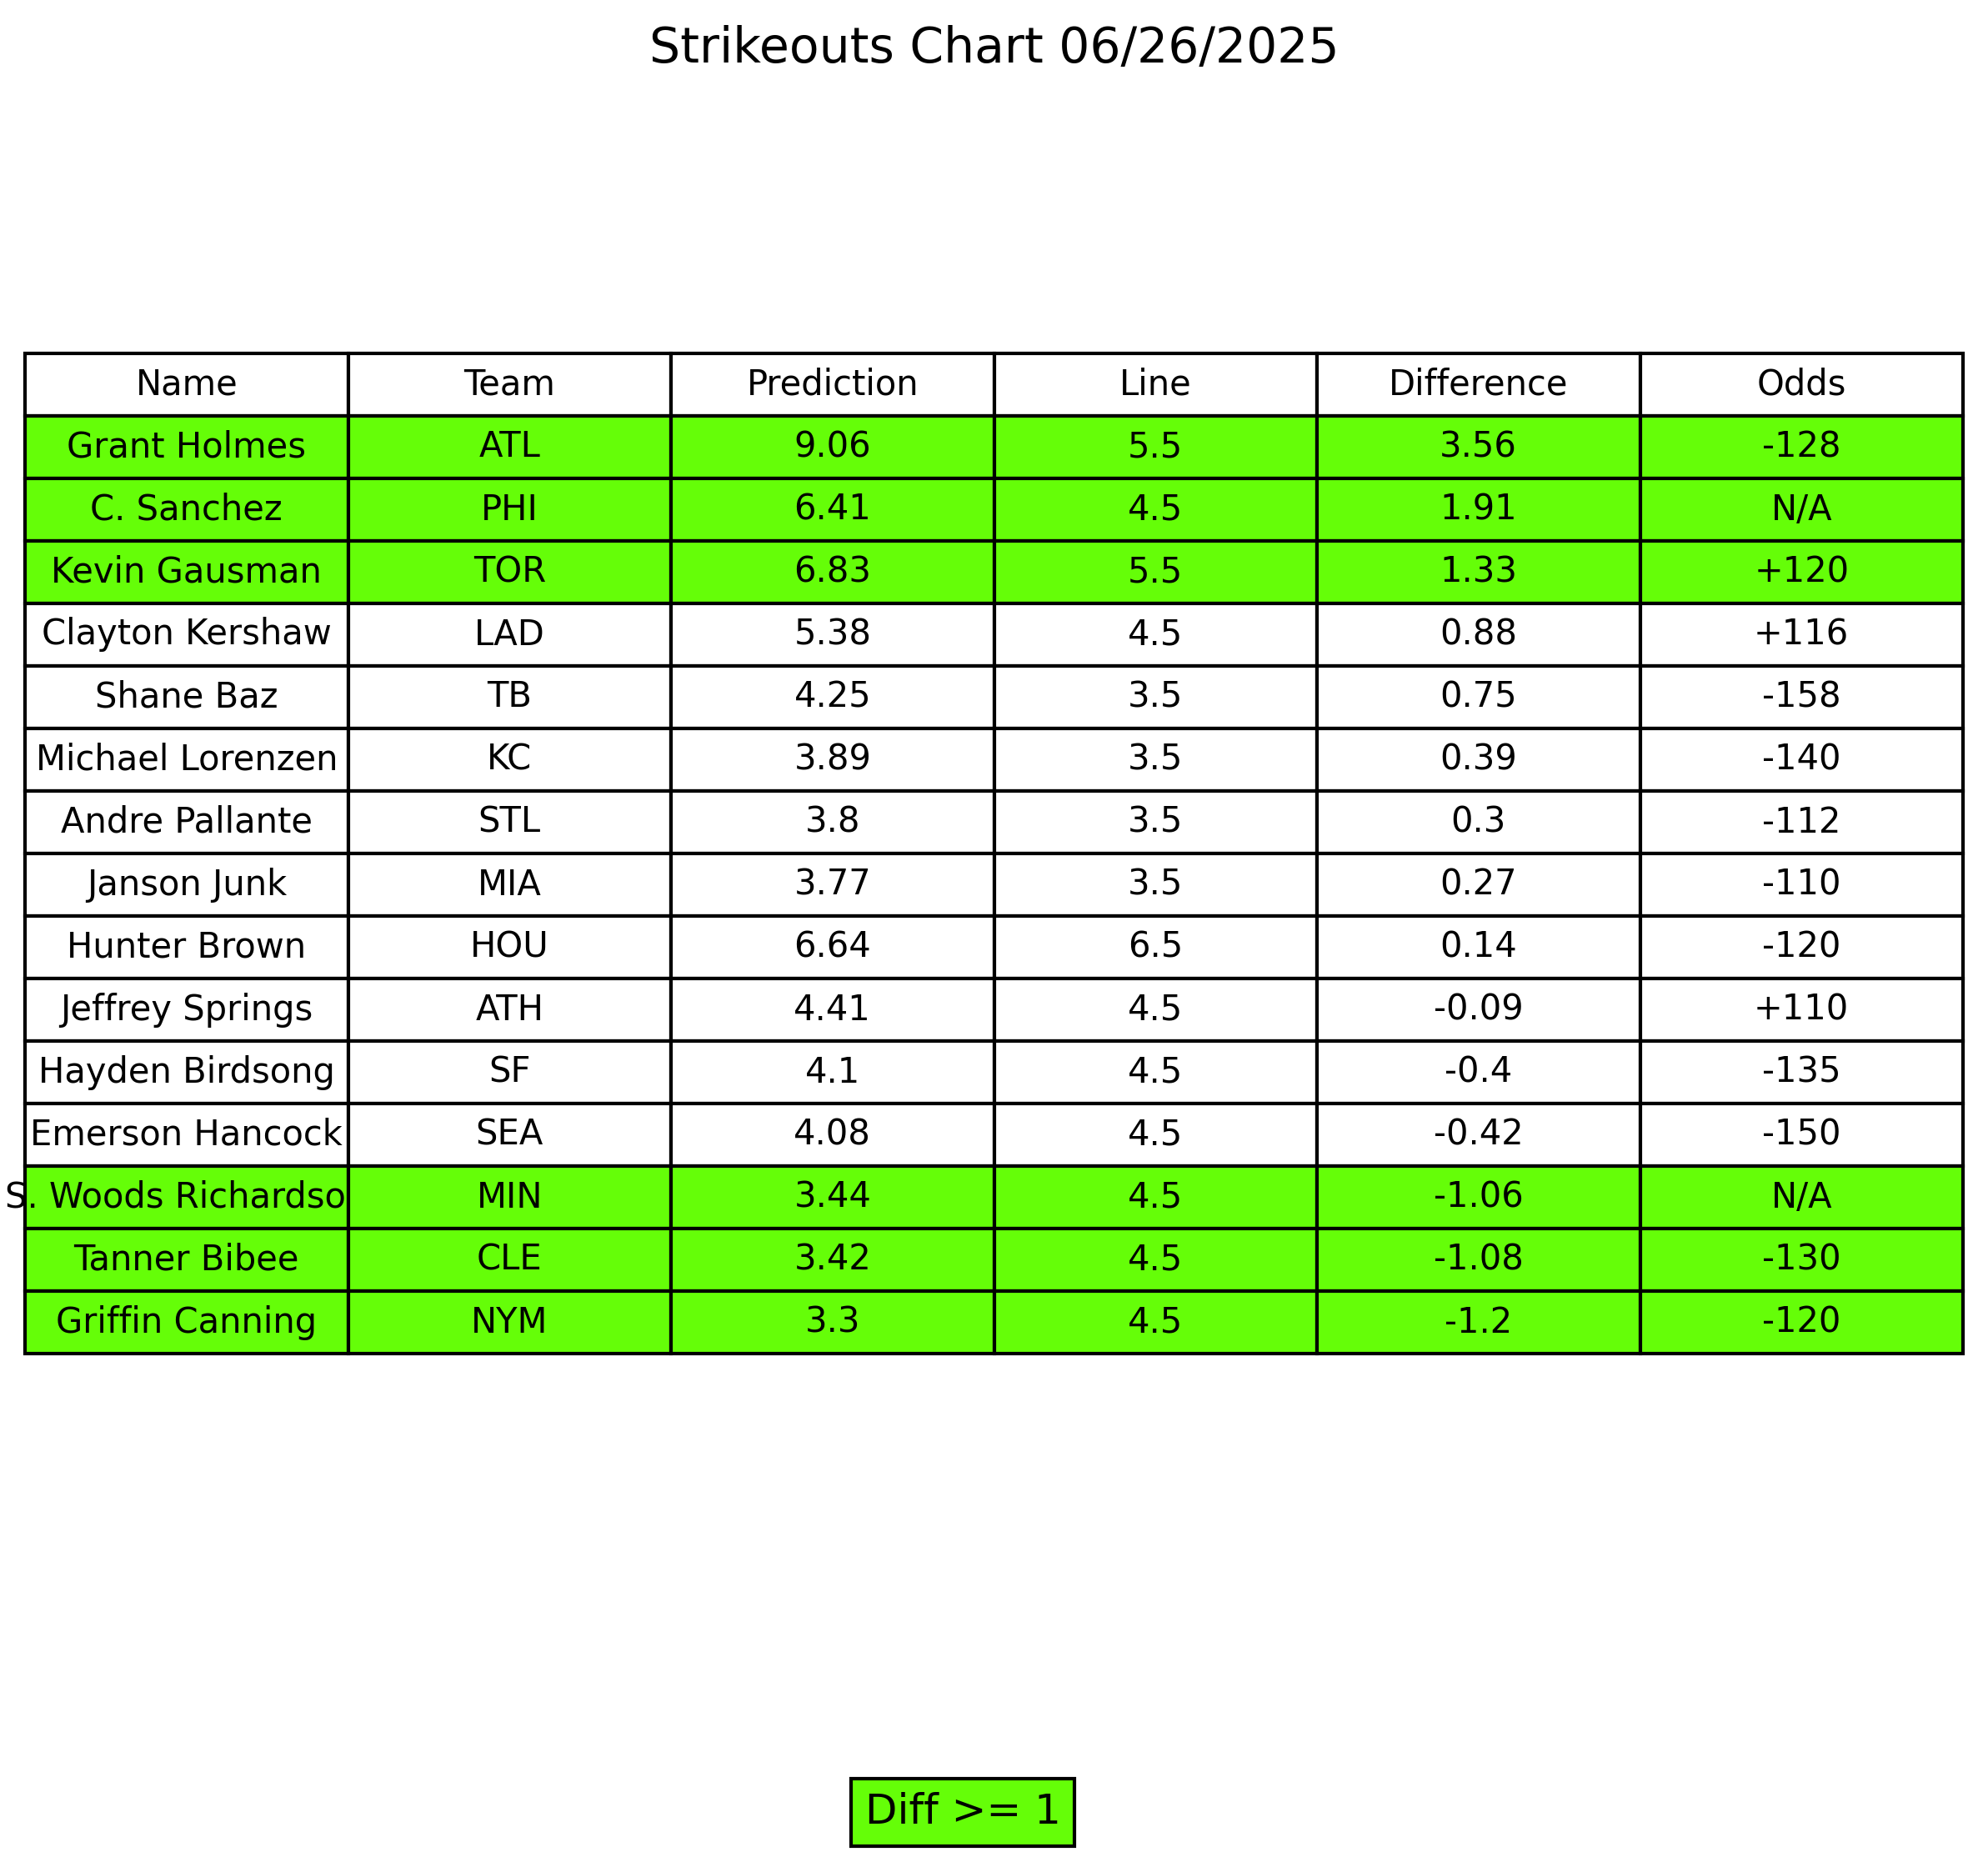 Strikeouts Chart 06/26/2025
Name Team Prediction Line Difference Odds
Grant Holmes ATL 9.06 5.5 3.56 -128
C. Sanchez PHI 6.41 4.5 1.91 N/A
Kevin Gausman TOR 6.83 5.5 1.33 +120
Clayton Kershaw LAD 5.38 4.5 0.88 +116
Shane Baz TB 4.25 3.5 0.75 -158
Michael Lorenzen KC 3.89 3.5 0.39 -140
Andre Pallante STL 3.8 3.5 0.3 -112
Janson Junk MIA 3.77 3.5 0.27 -110
Hunter Brown HOU 6.64 6.5 0.14 -120
Jeffrey Springs ATH 4.41 4.5 -0.09 +110
Hayden Birdsong SF 4.1 4.5 -0.4 -135
Emerson Hancock SEA 4.08 4.5 -0.42 -150
S. Woods Richardso MIN 3.44 4.5 -1.06 N/A
Tanner Bibee CLE 3.42 4.5 -1.08 -130
Griffin Canning NYM 3.3 4.5 -1.2 -120
Diff >= 1